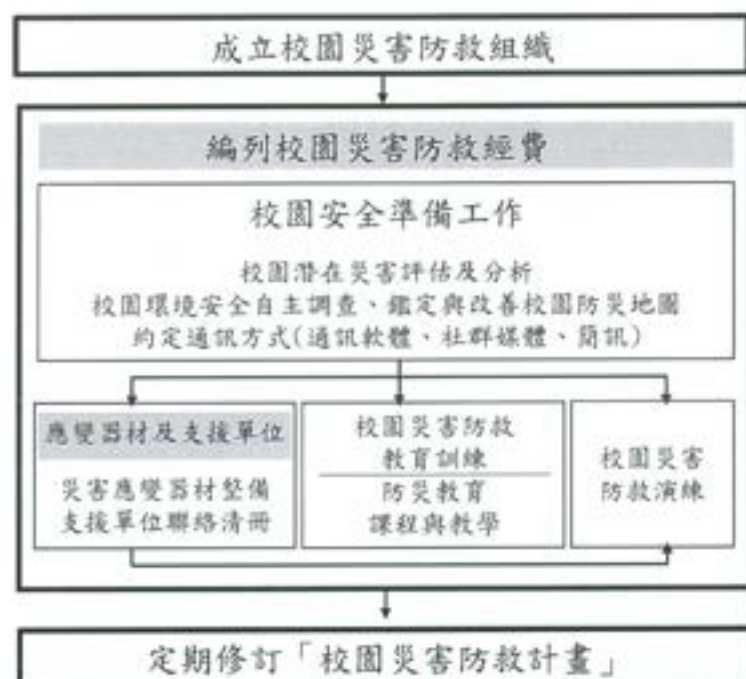 成立校園災害防救組織
編列校園災害防救經費
校園安全準備工作
校園潛在災害評估及分析
校園環境安全自主調查、鑑定與改善校園防災地圖
約定通訊方式(通訊軟體、社群媒體、簡訊)
應變器材及支援單位
災害應變器材整備
支援單位聯絡清冊
校園災害防救
教育訓練
防災教育
課程與教學
校園災害
防救演練
定期修訂「校園災害防救計畫」